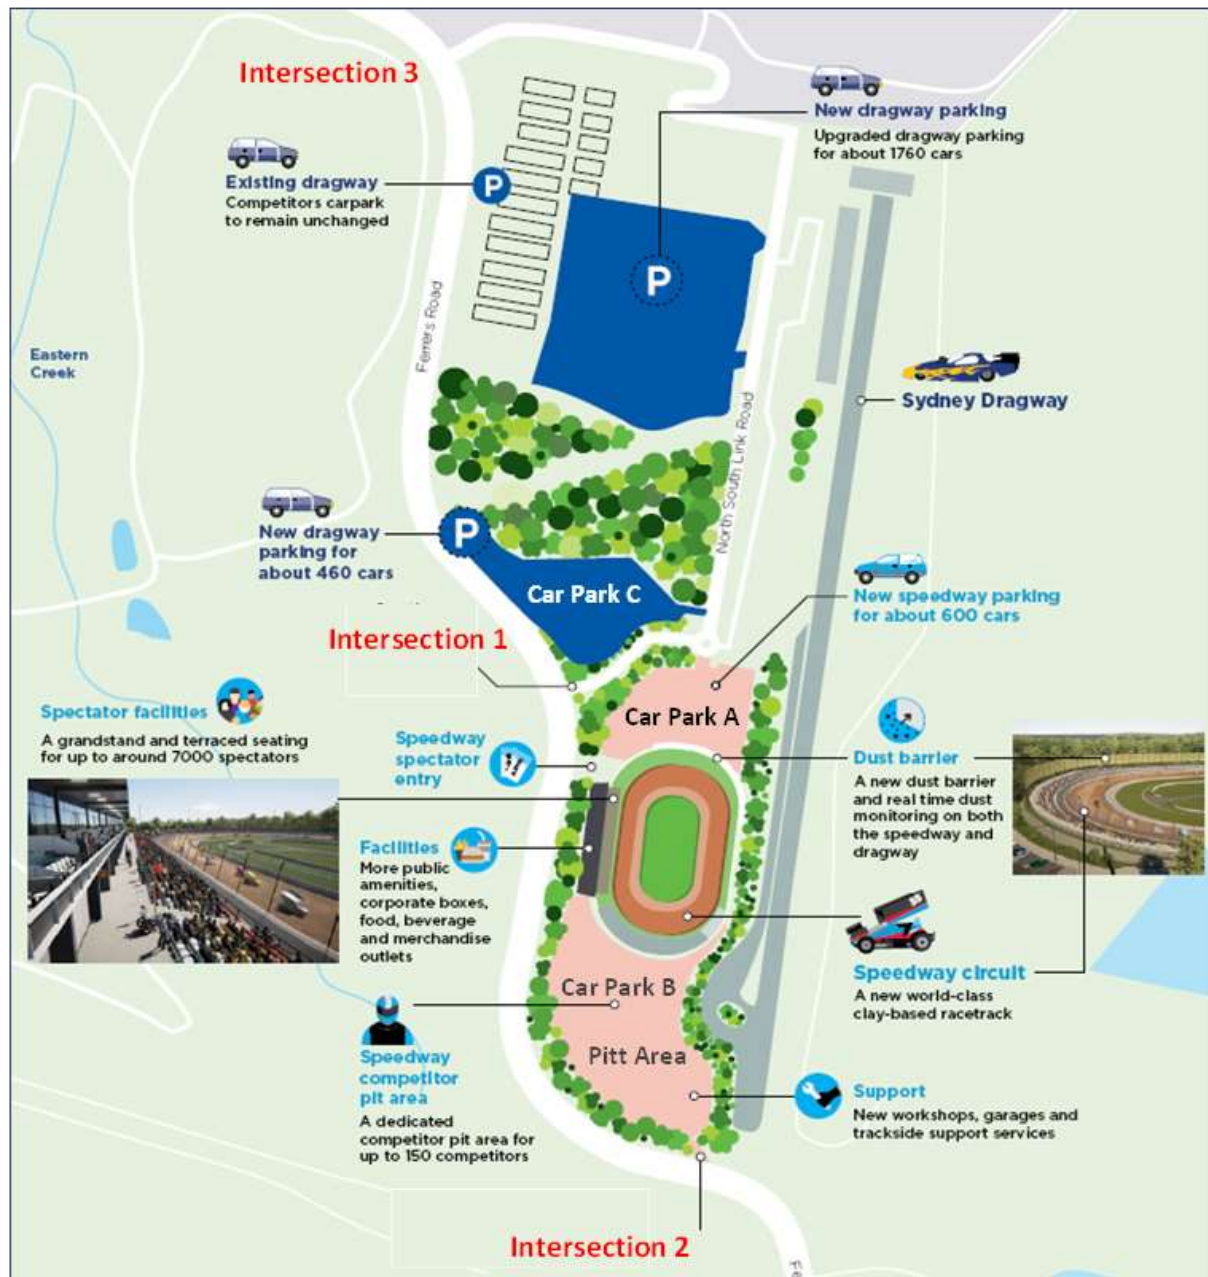 Intersection 3
New dragway parking
Upgraded dragway parking
for about 1760 cars
Existing dragway
Competitors carpark
to remain unchanged
P
P
Ferrers Road
Eastern
Creek
Sydney Dragway
North South Link Road
New dragway
parking for
about 460 cars
P
Car Park C
New speedway parking
for about 600 cars
Intersection 1
Spectator facilities
A grandstand and terraced seating
for up to around 7000 spectators
Car Park A
Speedway
spectator
entry
Dust barrier
A new dust barrier
and real time dust
monitoring on both
the speedway and
dragway
Facilities
More public
amenities,
corporate boxes,
food, beverage
and merchandise
outlets
Speedway circuit
A new world-class
clay-based racetrack
Car Park B
Pitt Area
Speedway
competitor
pit area
A dedicated
competitor pit area for
up to 150 competitors
Support
New workshops, garages and
trackside support services
Intersection 2